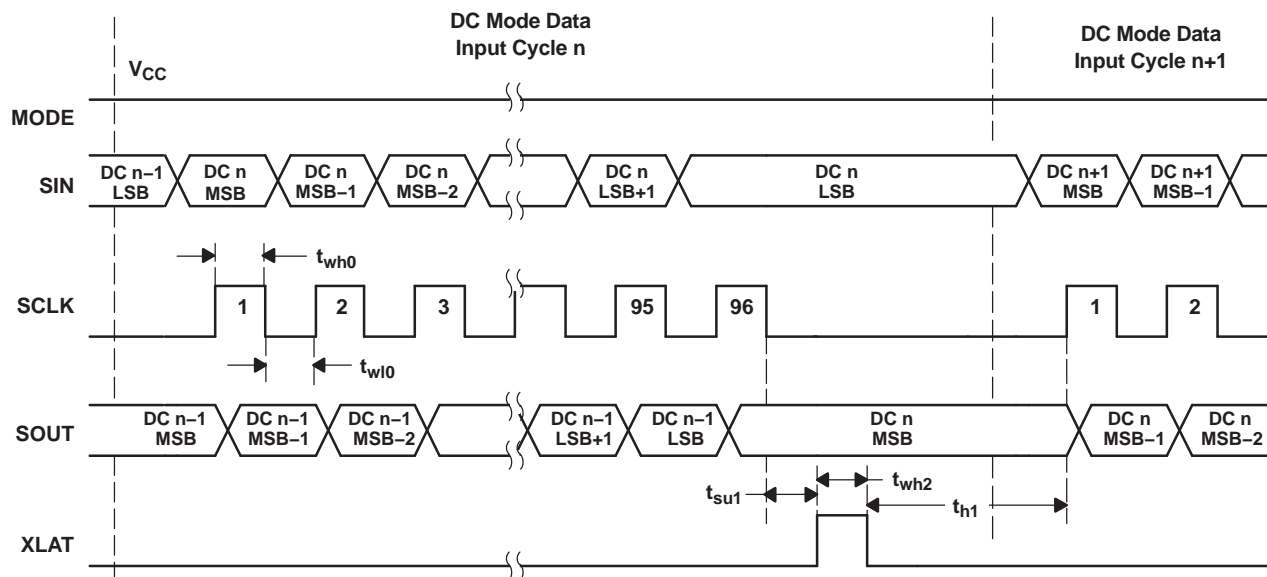 DC Mode Data
Input Cycle n
DC Mode Data
Input Cycle n+1
VCC
MODE
SIN
DC n−1
LSB
DC n
MSB
DC n
MSB−1
DC n
MSB−2
DC n
LSB+1
DC n
LSB
DC n+1
MSB
DC n+1
MSB−1
twh0
SCLK
1
2
3
95
96
1
2
twl0
SOUT
DC n−1
MSB
DC n−1
MSB−1
DC n−1
MSB−2
DC n−1
LSB+1
DC n−1
LSB
DC n
MSB
DC n
MSB−1
DC n
MSB−2
tsu1
twh2
th1
XLAT